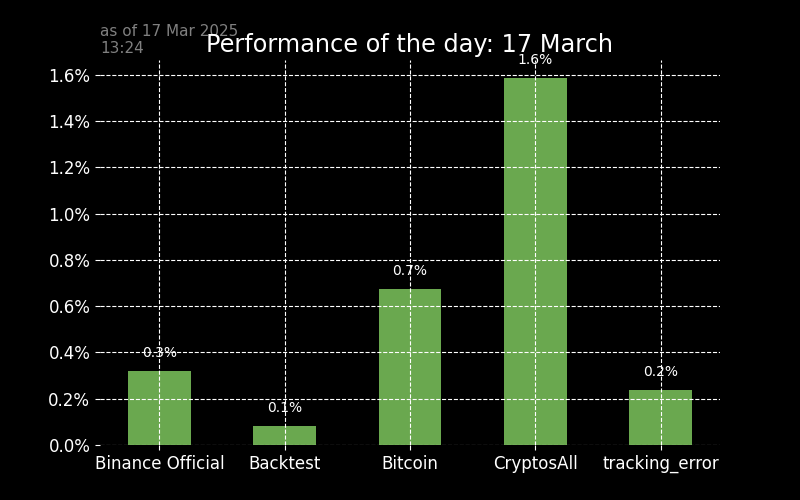 as of 17 Mar 2025
13:24
Performance of the day: 17 March
1.6%
1.4%
1.2%
1.0%
0.8%
0.6%
0.4%
0.2%
0.0%
0.3%
0.1%
0.7%
1.6%
0.2%
Binance Official
Backtest
Bitcoin
CryptosAll
tracking_error